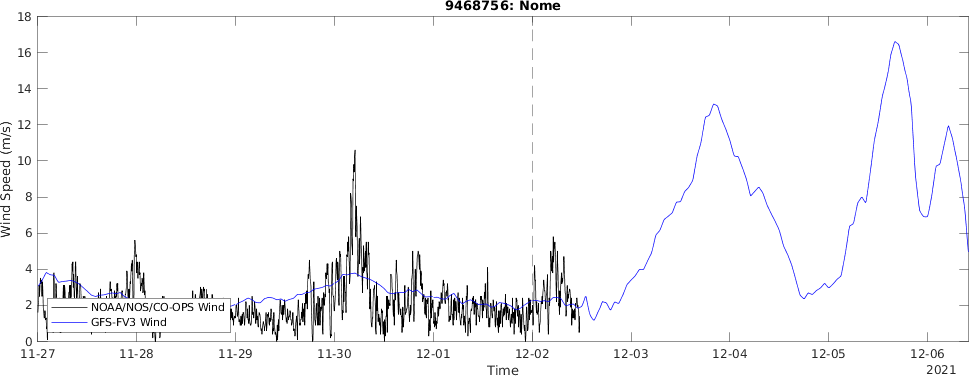 9468756: Nome
18
16
14
12
10
8
6
4
2
0
Wind Speed (m/s)
NOAA/NOS/CO-OPS Wind
GFS-FV3 Wind
11-27 11-28 11-29 11-30 12-01 12-02 12-03 12-04 12-05 12-06
Time 2021